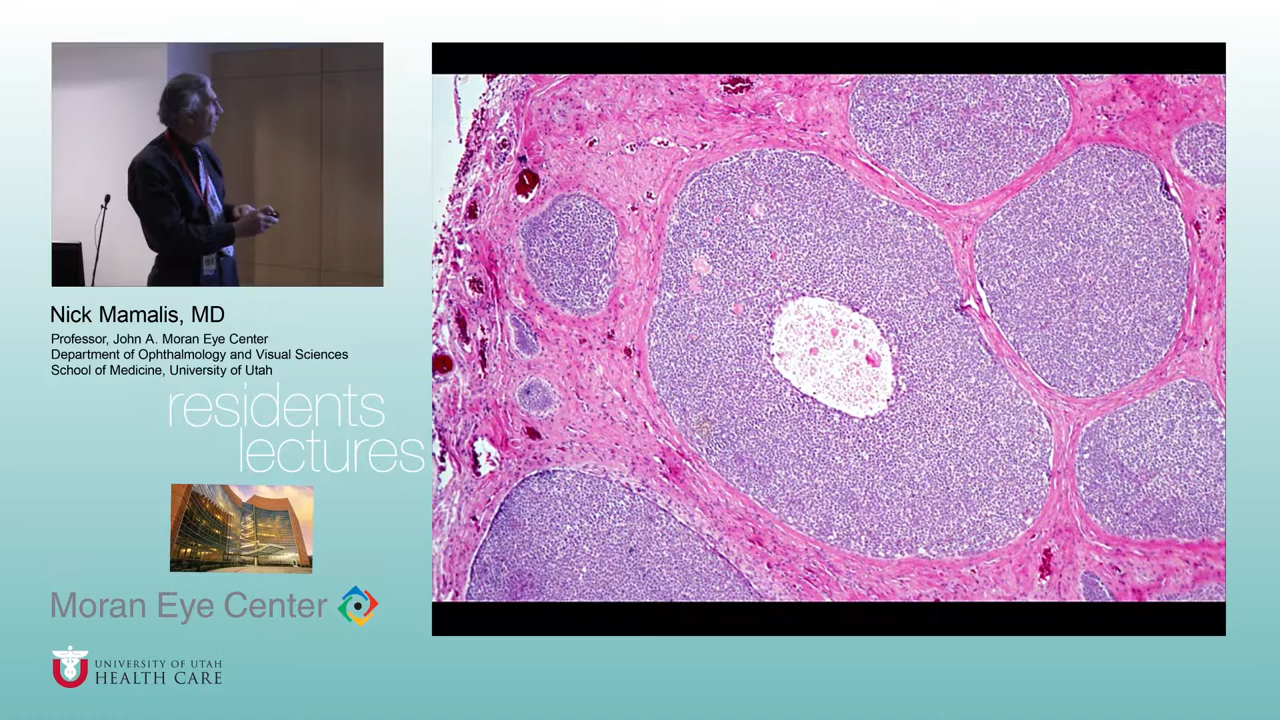 Nick Mamalis, MD
Professor, John A. Moran Eye Center
Department of Ophthalmology and Visual Sciences
School of Medicine, University of Utah
residents
lectures
Moran Eye Center
UNIVERSITY OF UTAH
HEALTH CARE